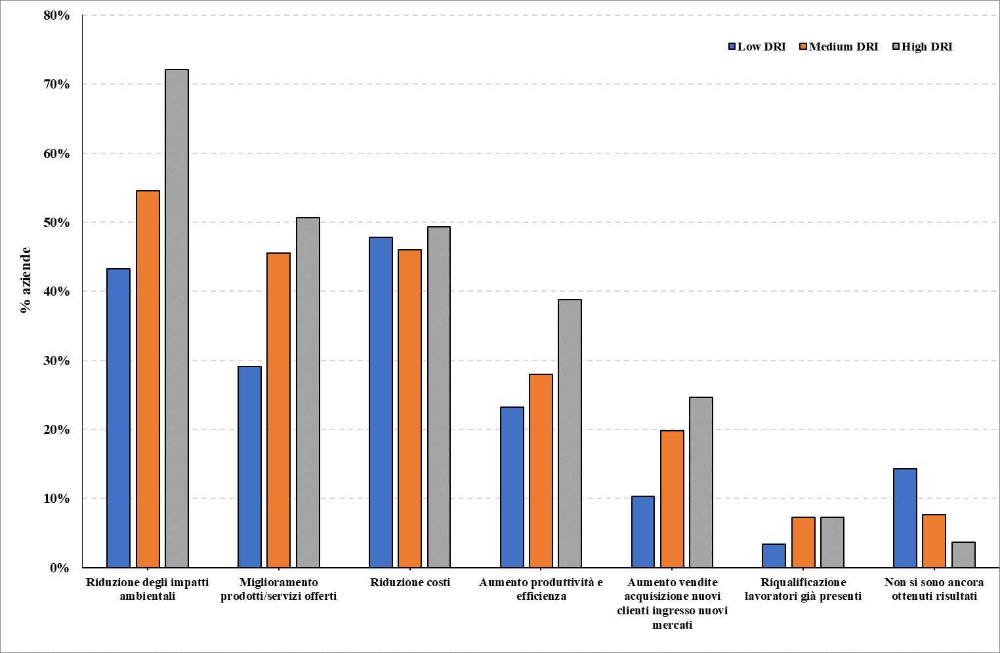 80%
70%
60%
50%
40%
30%
20%
10%
0%
% aziende
Low DRI
Medium DRI
High DRI
Riduzione degli impatti
ambientali
Miglioramento
prodotti/servizi offerti
Riduzione costi
Aumento produttività e
efficienza
Aumento vendite
acquisizione nuovi
clienti ingresso nuovi
mercati
Riqualificazione
lavoratori già presenti
Non si sono ancora
ottenuti risultati